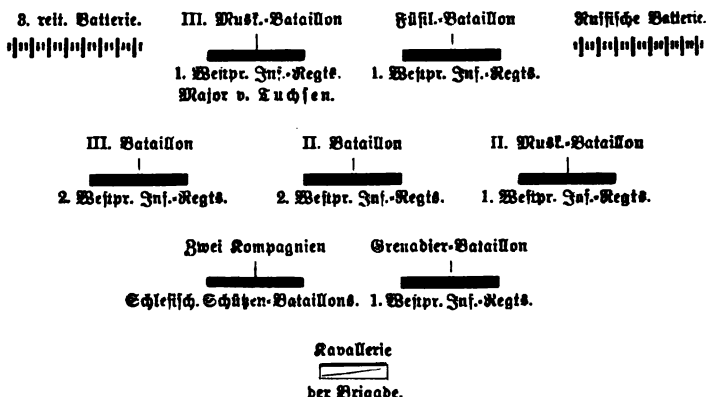 3. reit. Batterie.
III. Musk.-Bataillon
Füsil.-Bataillon
Russische Batterie.
1. Westpr. Inf.-Regts.
Major v. Tuchsen.
1. Westpr. Inf.-Regts.
III. Bataillon
II. Bataillon
II. Musk.-Bataillon
2. Westpr. Inf.-Regts.
2. Westpr. Inf.-Regts.
1. Westpr. Inf.-Regts.
Zwei Kompagnien
Grenadier-Bataillon
Schlesisch. Schützen-Bataillons.
1. Westpr. Inf.-Regts.
Kavallerie
der Brigade.